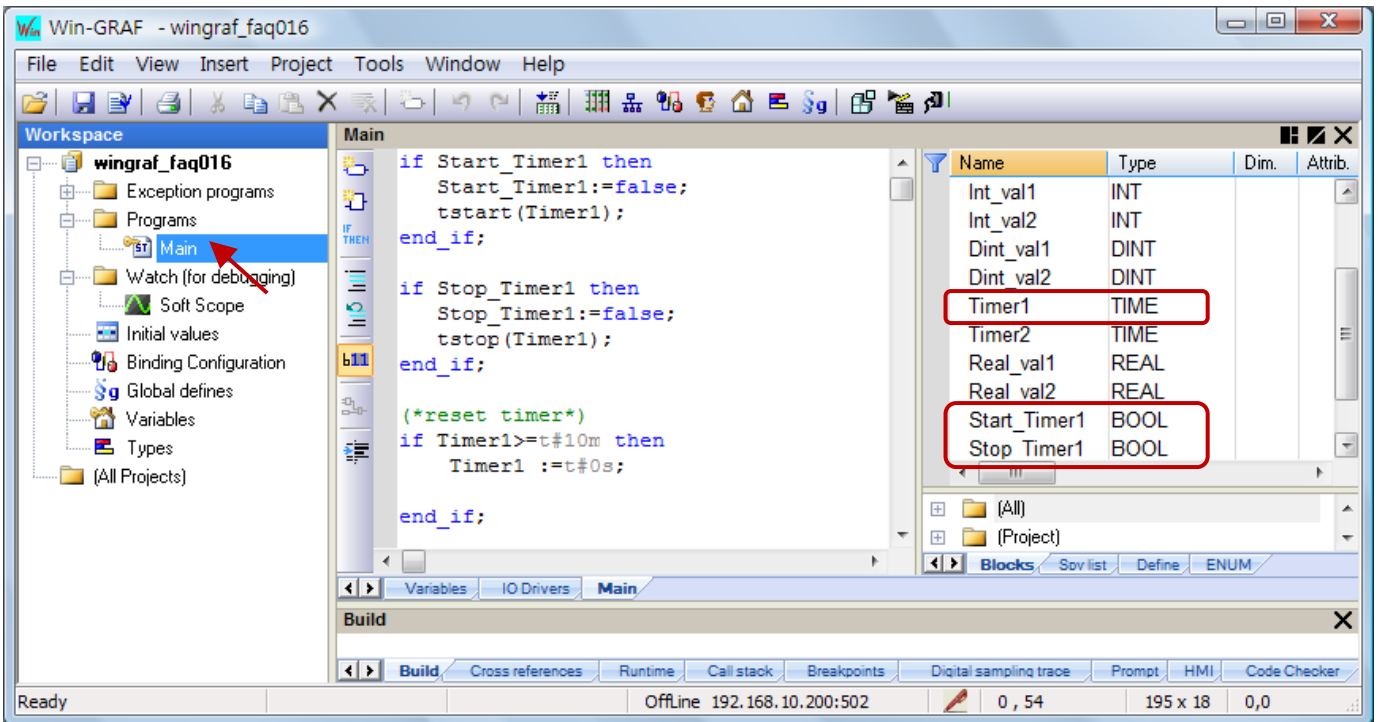 Win-GRAF - wingraf_faq016
File Edit View Insert Project Tools Window Help
Workspace
wingraf_faq016
Exception programs
Programs
ST Main
Watch (for debugging)
Soft Scope
Initial values
Binding Configuration
Global defines
Variables
Types
(All Projects)
Main
IF
THEN
if Start_Timer1 then
Start_Timer1:=false;
tstart(Timer1);
end_if;
if Stop_Timer1 then
Stop_Timer1:=false;
tstop(Timer1);
end_if;
(*reset timer*)
if Timer1>=t#10m then
Timer1 :=t#0s;
end_if;
Name Type Dim. Attrib.
Int_val1 INT
Int_val2 INT
Dint_val1 DINT
Dint_val2 DINT
Timer1 TIME
Timer2 TIME
Real_val1 REAL
Real_val2 REAL
Start_Timer1 BOOL
Stop_Timer1 BOOL
(All)
(Project)
Blocks Spy list Define ENUM
Variables IO Drivers Main
Build
Build Cross references Runtime Call stack Breakpoints Digital sampling trace Prompt HMI Code Checker
Ready OffLine 192.168.10.200:502 0 , 54 195 x 18 0,0